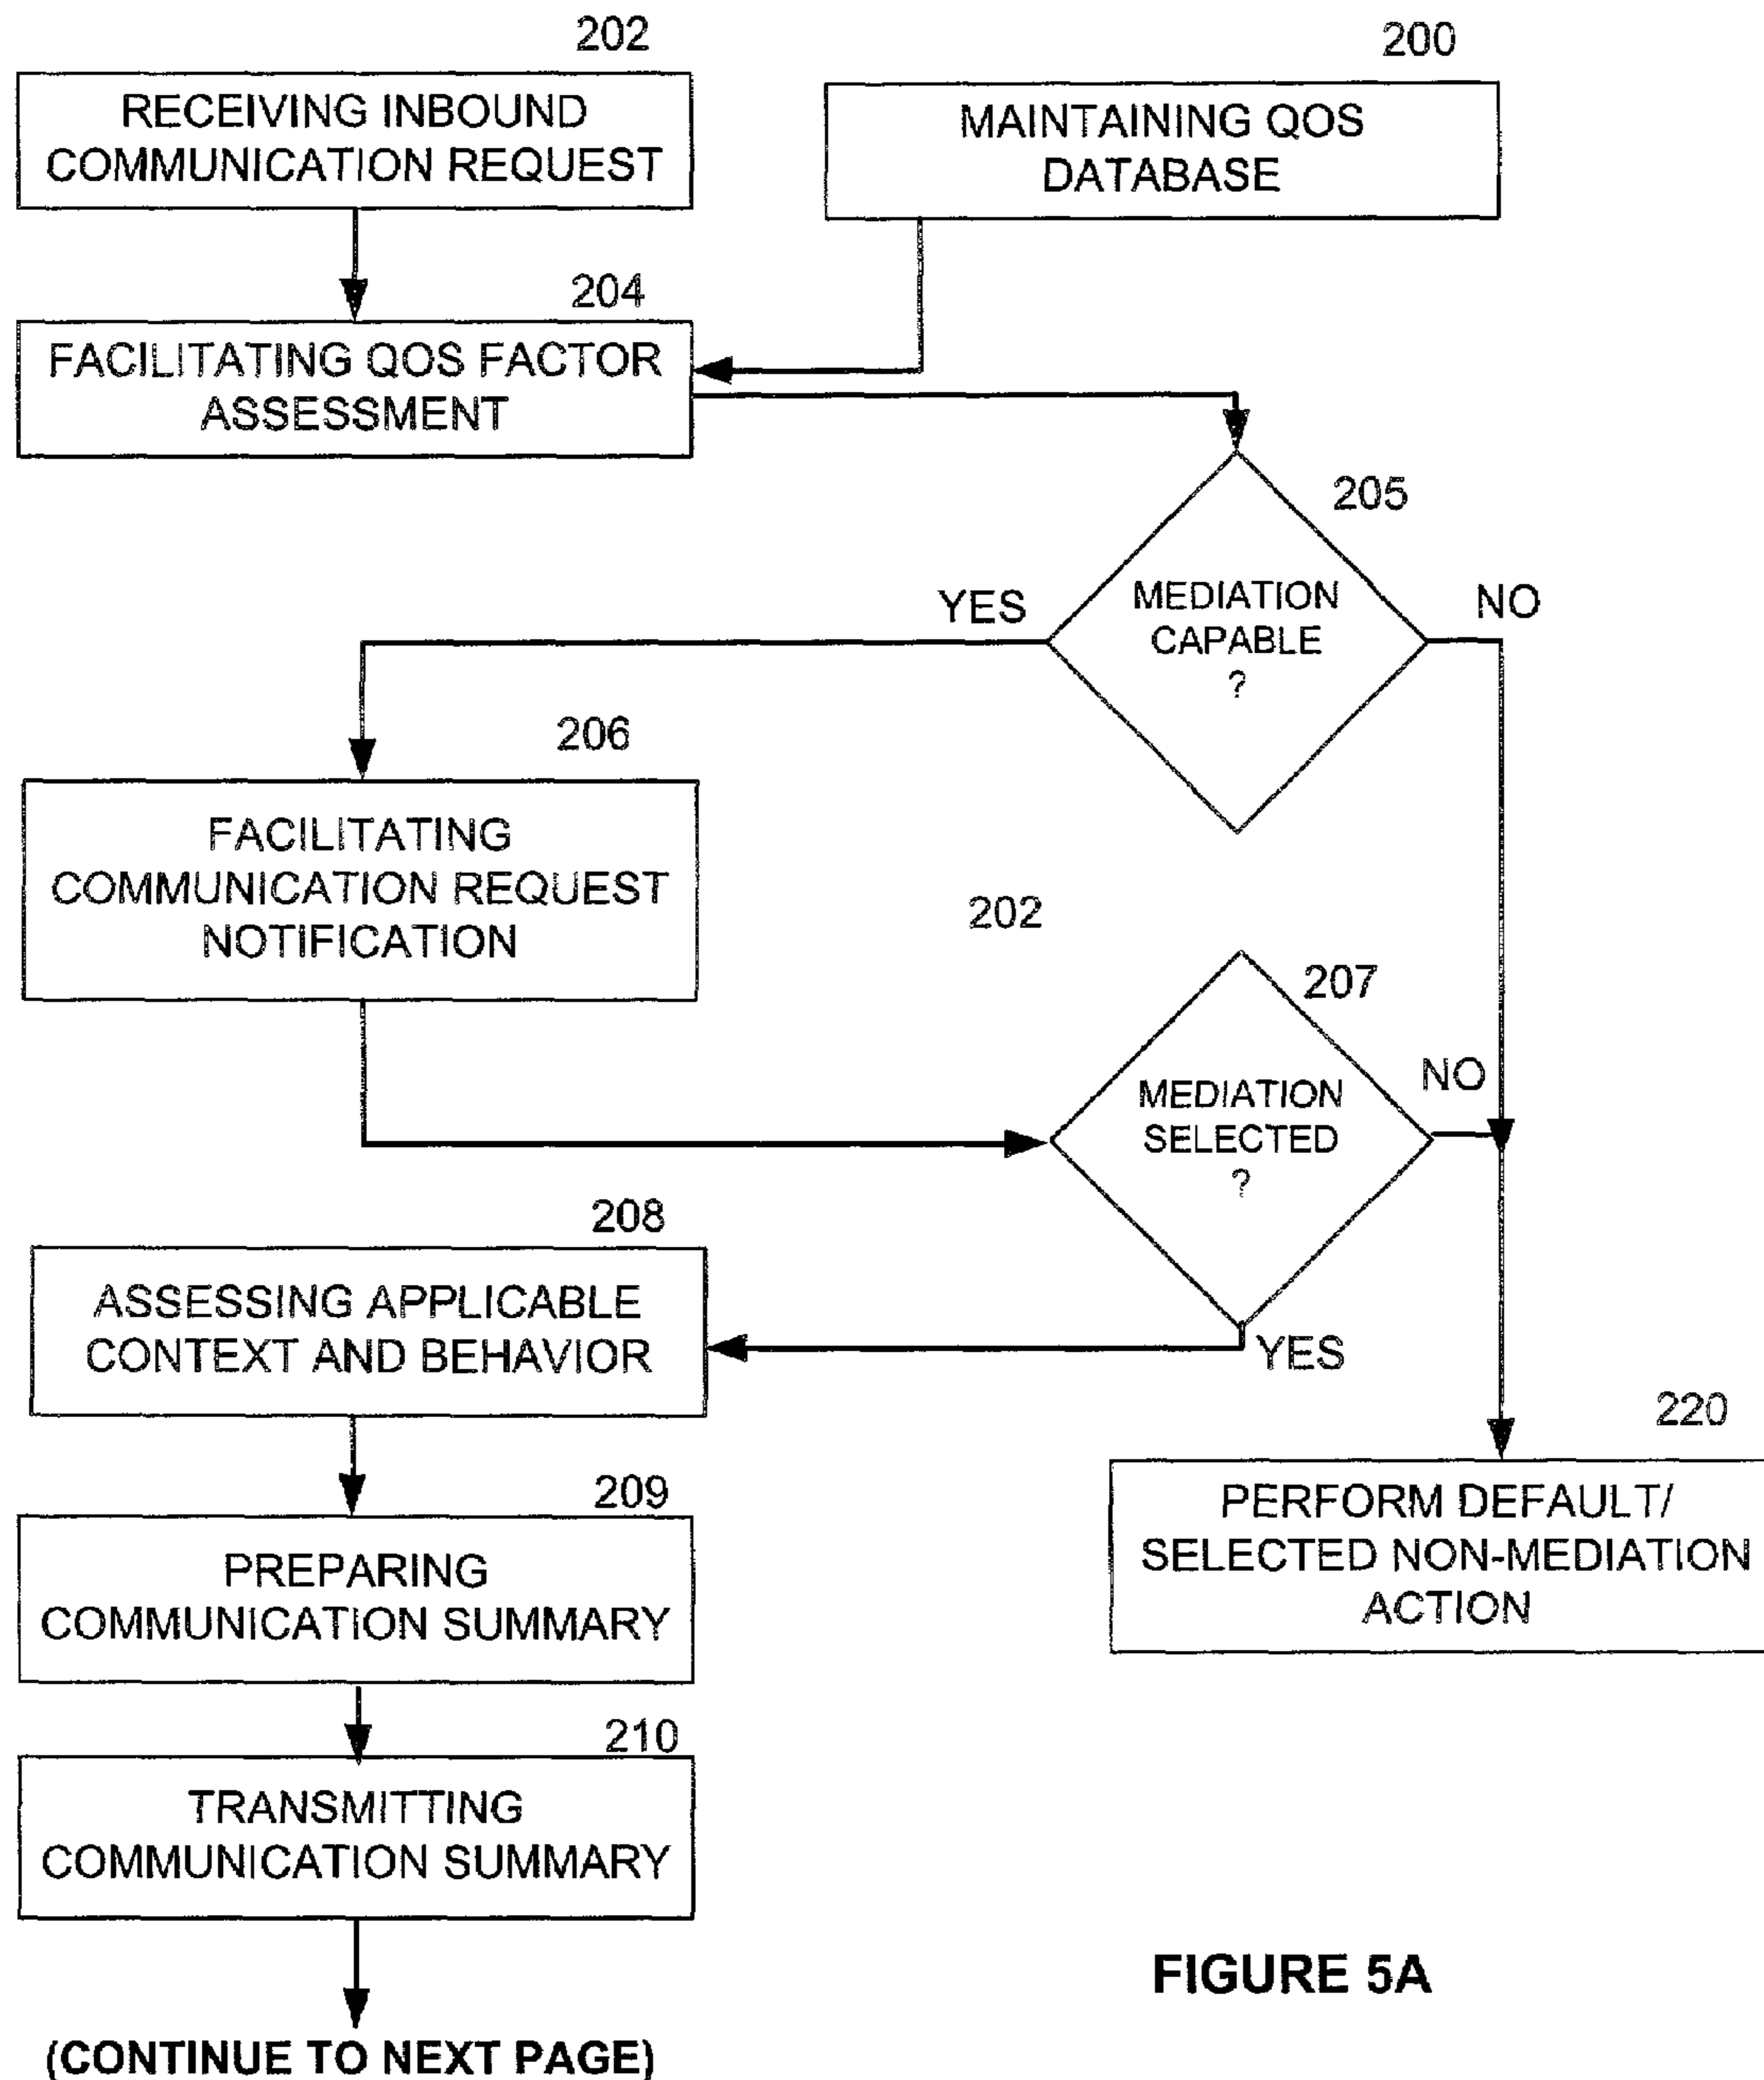 202
RECEIVING INBOUND
COMMUNICATION REQUEST
200
MAINTAINING QOS
DATABASE
204
FACILITATING QOS FACTOR
ASSESSMENT
205
MEDIATION
CAPABLE
?
YES
NO
206
FACILITATING
COMMUNICATION REQUEST
NOTIFICATION
202
207
MEDIATION
SELECTED
?
NO
YES
208
ASSESSING APPLICABLE
CONTEXT AND BEHAVIOR
220
PERFORM DEFAULT/
SELECTED NON-MEDIATION
ACTION
209
PREPARING
COMMUNICATION SUMMARY
210
TRANSMITTING
COMMUNICATION SUMMARY
FIGURE 5A
(CONTINUE TO NEXT PAGE)